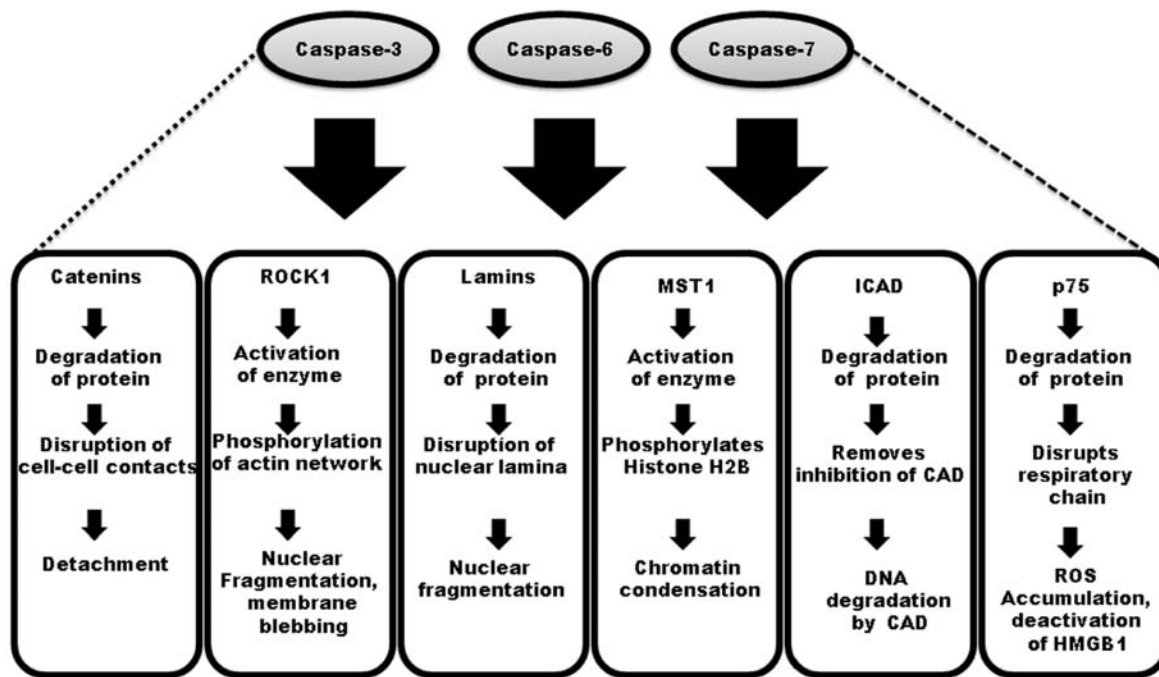 Caspase-3
Caspase-6
Caspase-7
Catenins
Degradation
of protein
Disruption of
cell-cell contacts
Detachment
ROCK1
Activation
of enzyme
Phosphorylation
of actin network
Nuclear
Fragmentation,
membrane
blebbing
Lamins
Degradation
of protein
Disruption of
nuclear lamina
Nuclear
fragmentation
MST1
Activation
of enzyme
Phosphorylates
Histone H2B
Chromatin
condensation
ICAD
Degradation
of protein
Removes
inhibition of CAD
DNA
degradation
by CAD
p75
Degradation
of protein
Disrupts
respiratory
chain
ROS
Accumulation,
deactivation
of HMGB1